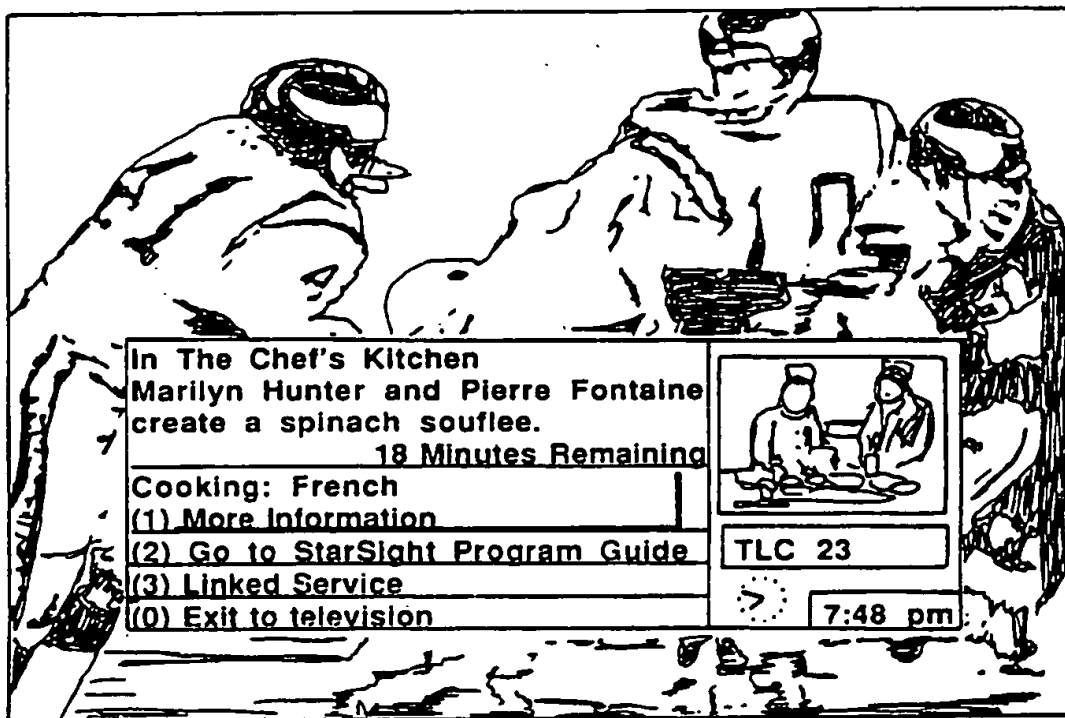 In The Chef's Kitchen
Marilyn Hunter and Pierre Fontaine
create a spinach souflee.
18 Minutes Remaining
Cooking: French
(1) More Information
(2) Go to StarSight Program Guide
(3) Linked Service
(0) Exit to television
TLC 23
7:48 pm